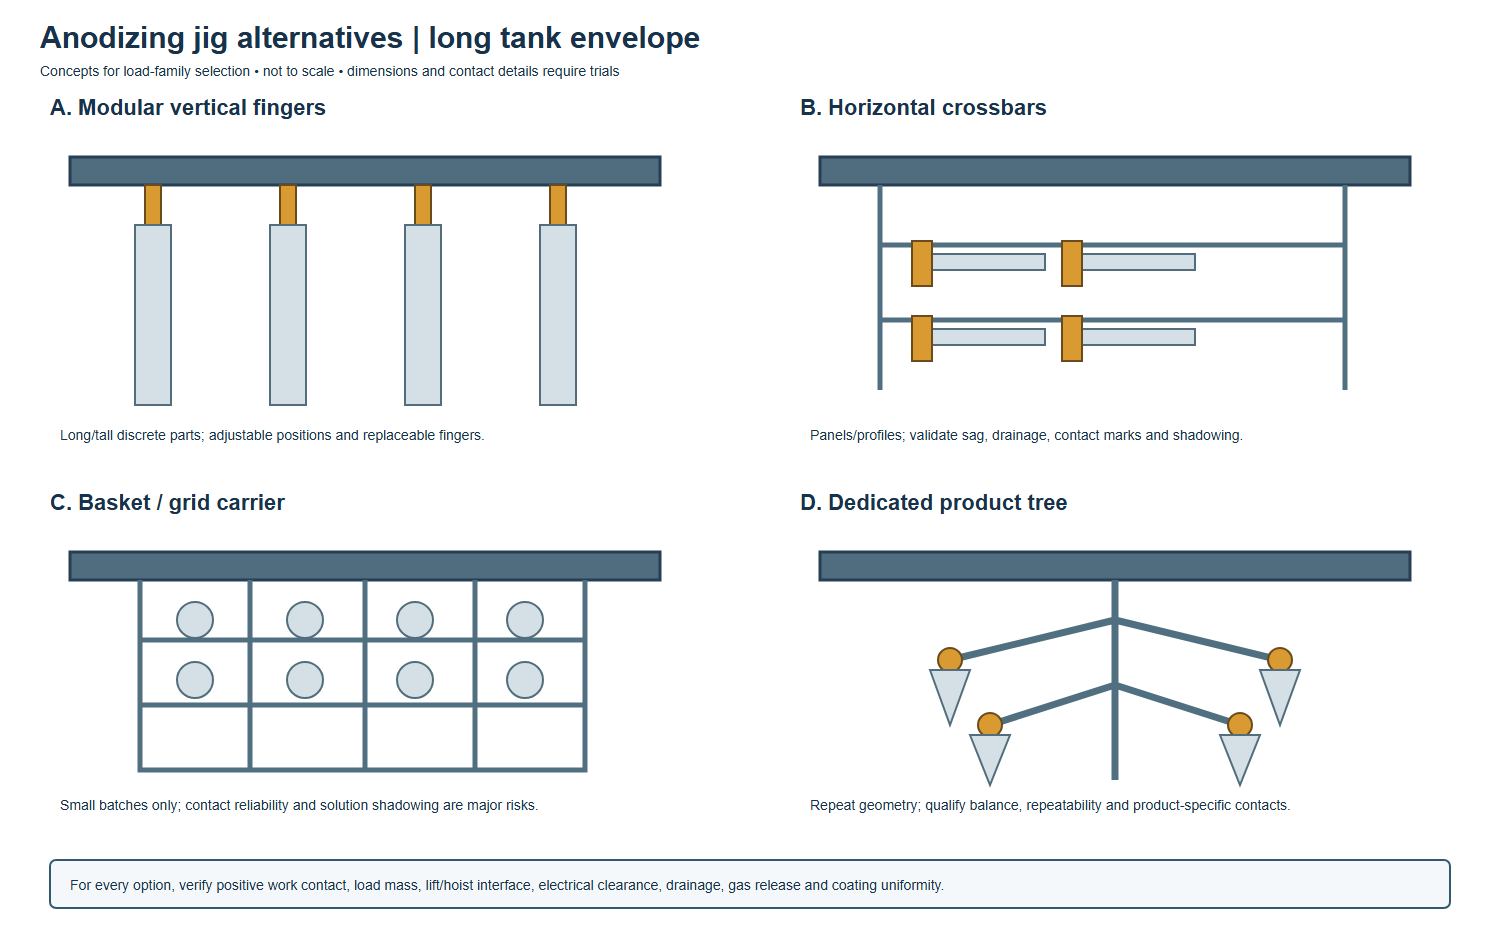 Anodizing jig alternatives | long tank envelope
Concepts for load-family selection • not to scale • dimensions and contact details require trials
A. Modular vertical fingers
Long/tall discrete parts; adjustable positions and replaceable fingers.
B. Horizontal crossbars
Panels/profiles; validate sag, drainage, contact marks and shadowing.
C. Basket / grid carrier
Small batches only; contact reliability and solution shadowing are major risks.
D. Dedicated product tree
Repeat geometry; qualify balance, repeatability and product-specific contacts.
For every option, verify positive work contact, load mass, lift/hoist interface, electrical clearance, drainage, gas release and coating uniformity.